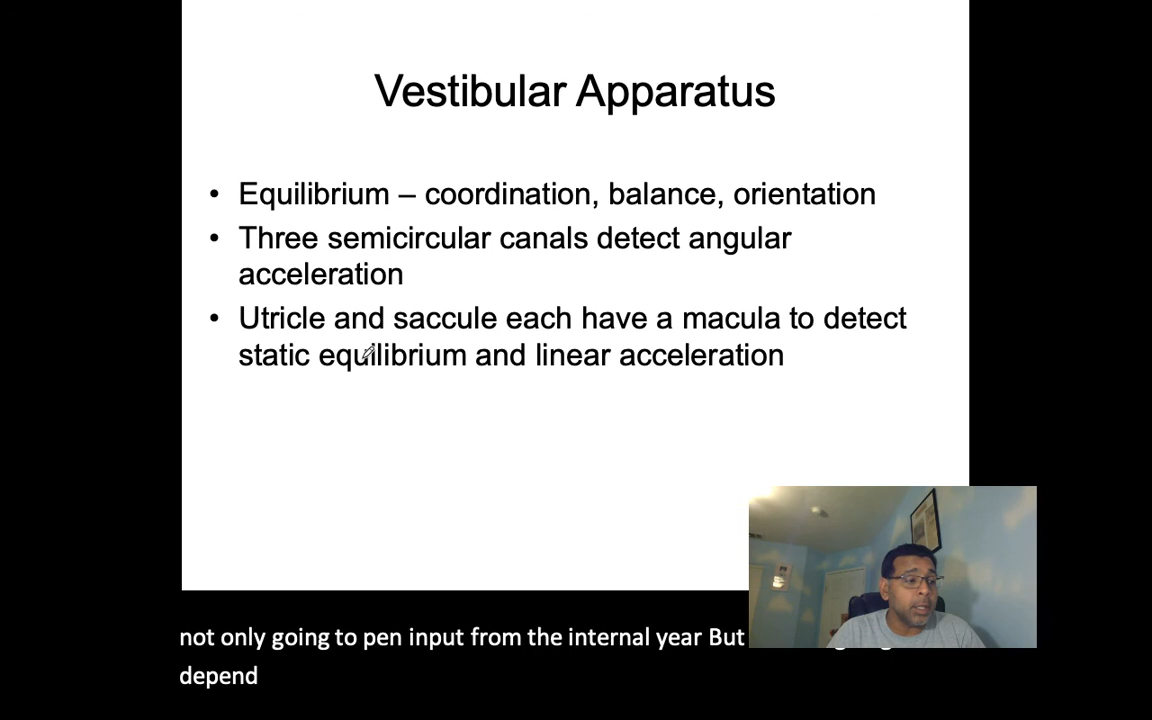 Vestibular Apparatus
• Equilibrium – coordination, balance, orientation
• Three semicircular canals detect angular
acceleration
• Utricle and saccule each have a macula to detect
static equilibrium and linear acceleration
not only going to pen input from the internal year But
depend